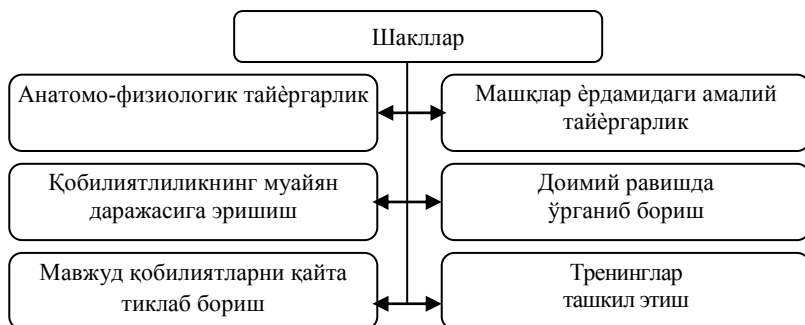 Шакллар
Анатомо-физиологик тайѐргарлик
Машқлар ѐрдамидаги амалий
тайѐргарлик
Қобилиятлиликнинг муайян
даражасига эришиш
Доимий равишда
ўрганиб бориш
Мавжуд қобилиятларни қайта
тиклаб бориш
Тренинглар
ташкил этиш